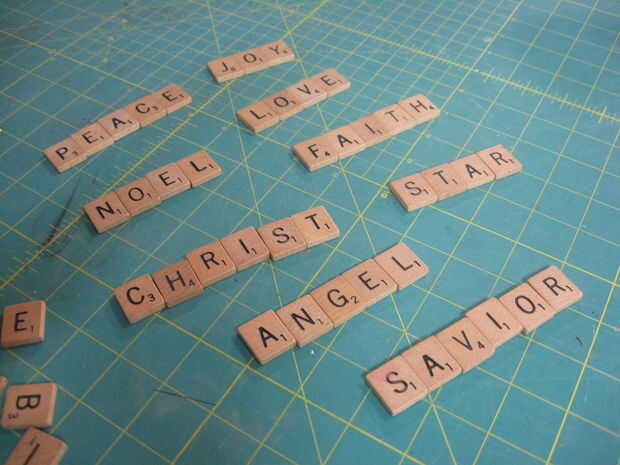 JOY
PEACE
LOVE
FAITH
NOEL
STAR
CHRIST
ANGEL
SAVIOR
E
B